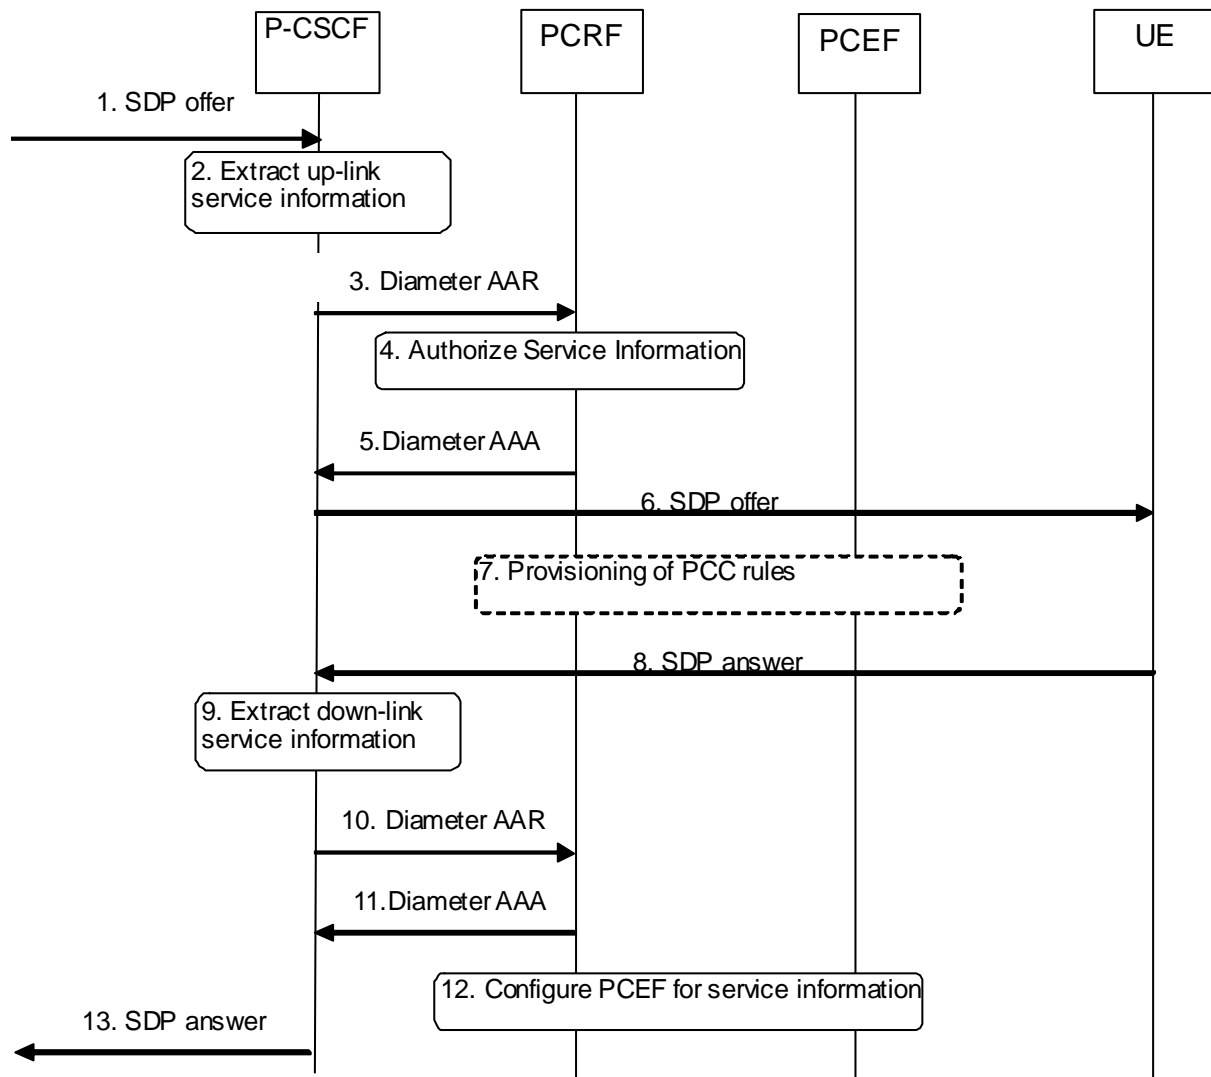 P-CSCF
PCRF
PCEF
UE
1. SDP offer
2. Extract up-link
service information
3. Diameter AAR
4. Authorize Service Information
5.Diameter AAA
6. SDP offer
7. Provisioning of PCC rules
8. SDP answer
9. Extract down-link
service information
10. Diameter AAR
11.Diameter AAA
12. Configure PCEF for service information
13. SDP answer